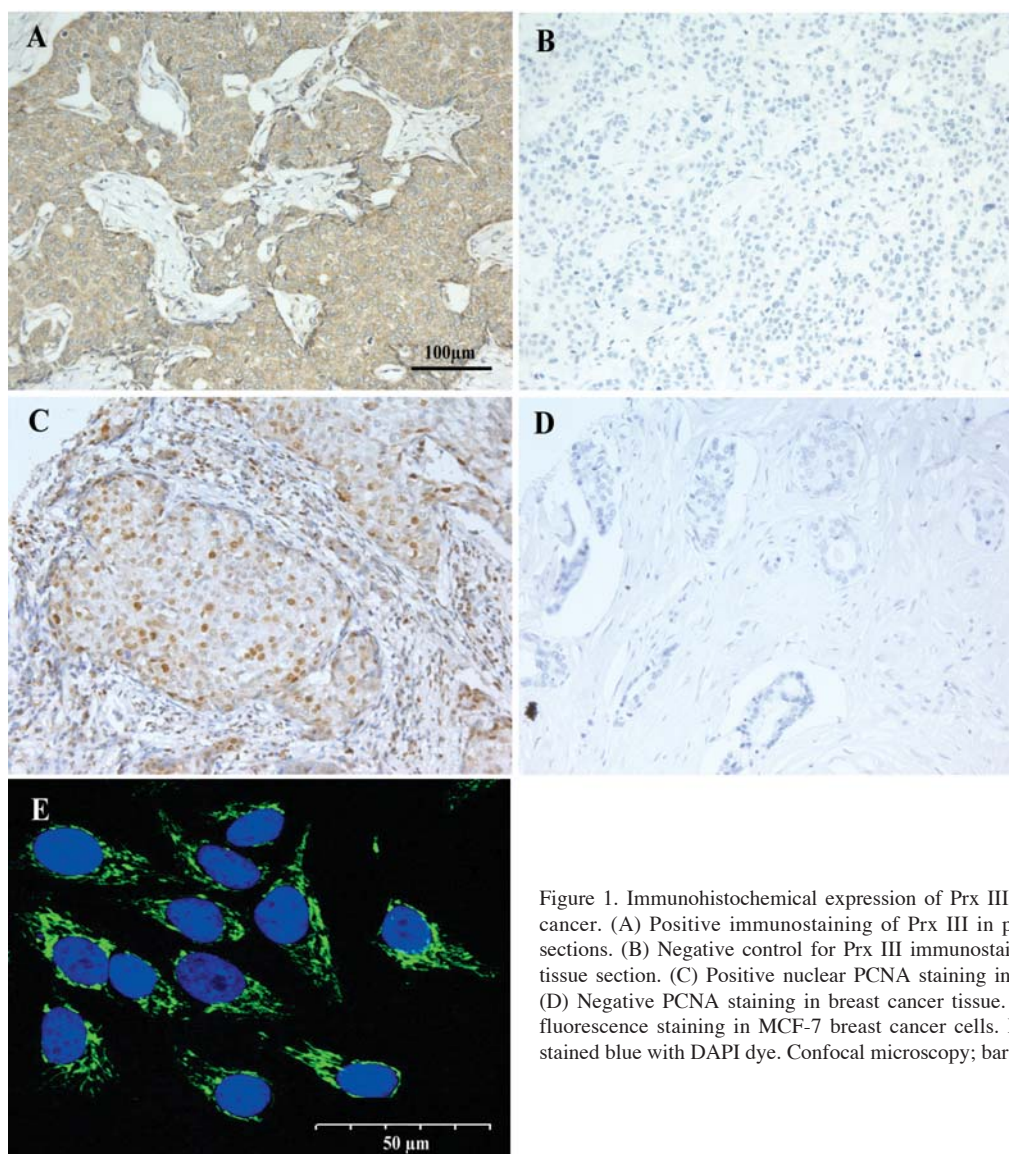 A
B
100µm
C
D
E
50 µm
Figure 1. Immunohistochemical expression of Prx III
cancer. (A) Positive immunostaining of Prx III in p
sections. (B) Negative control for Prx III immunostai
tissue section. (C) Positive nuclear PCNA staining in
(D) Negative PCNA staining in breast cancer tissue.
fluorescence staining in MCF-7 breast cancer cells.
stained blue with DAPI dye. Confocal microscopy; bar